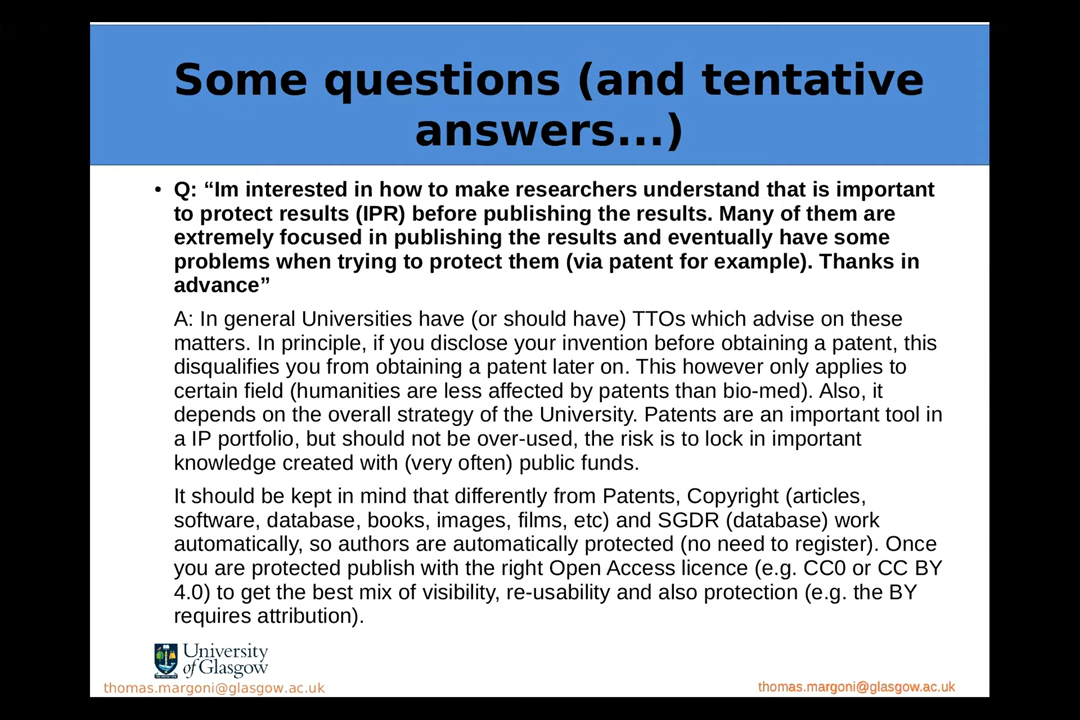 Some questions (and tentative
answers...)
• Q: “Im interested in how to make researchers understand that is important
to protect results (IPR) before publishing the results. Many of them are
extremely focused in publishing the results and eventually have some
problems when trying to protect them (via patent for example). Thanks in
advance”
A: In general Universities have (or should have) TTOs which advise on these
matters. In principle, if you disclose your invention before obtaining a patent, this
disqualifies you from obtaining a patent later on. This however only applies to
certain field (humanities are less affected by patents than bio-med). Also, it
depends on the overall strategy of the University. Patents are an important tool in
a IP portfolio, but should not be over-used, the risk is to lock in important
knowledge created with (very often) public funds.
It should be kept in mind that differently from Patents, Copyright (articles,
software, database, books, images, films, etc) and SGDR (database) work
automatically, so authors are automatically protected (no need to register). Once
you are protected publish with the right Open Access licence (e.g. CC0 or CC BY
4.0) to get the best mix of visibility, re-usability and also protection (e.g. the BY
requires attribution).
University
of Glasgow
thomas.margoni@glasgow.ac.uk
thomas.margoni@glasgow.ac.uk